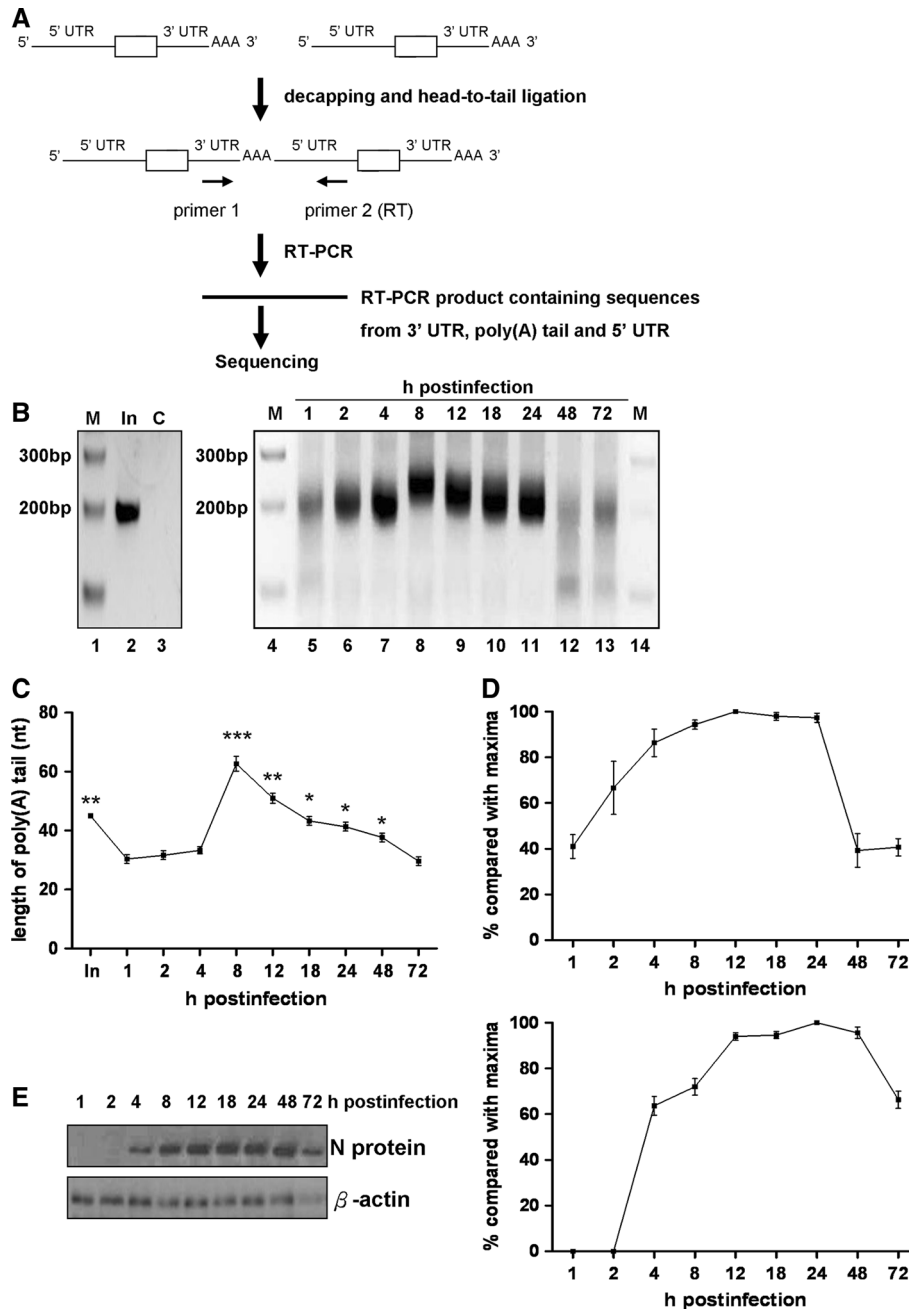 A
5' 5' UTR 3' UTR AAA 3' 5' 5' UTR 3' UTR AAA 3'
decapping and head-to-tail ligation
5' 5' UTR 3' UTR AAA 5' UTR 3' UTR AAA 3'
primer 1 primer 2 (RT)
RT-PCR
RT-PCR product containing sequences
from 3' UTR, poly(A) tail and 5' UTR
Sequencing
B
M In C
300bp
200bp
1 2 3
h postinfection
M 1 2 4 8 12 18 24 48 72 M
300bp
200bp
4 5 6 7 8 9 10 11 12 13 14
C
length of poly(A) tail (nt)
80
60
40
20
0
** *** ** * * *
In 1 2 4 8 12 18 24 48 72
h postinfection
D
% compared with maxima
100
80
60
40
20
0
1 2 4 8 12 18 24 48 72
h postinfection
% compared with maxima
100
80
60
40
20
0
1 2 4 8 12 18 24 48 72
h postinfection
E
1 2 4 8 12 18 24 48 72 h postinfection
N protein
β-actin